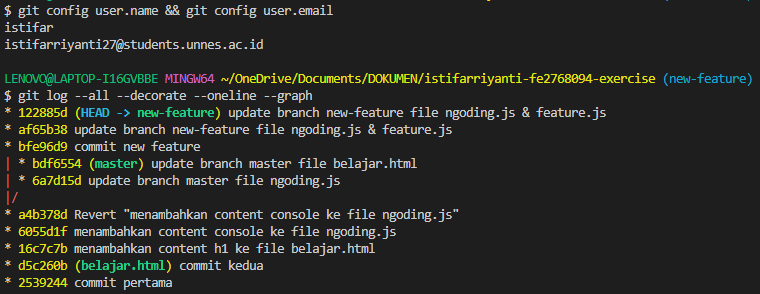 $ git config user.name && git config user.email
istifar
istifarriyanti27@students.unnes.ac.id
LENOVO@LAPTOP-I16GVBBE MINGW64 ~/OneDrive/Documents/DOKUMEN/istifarriyanti-fe2768094-exercise (new-feature)
$ git log --all --decorate --oneline --graph
* 122885d (HEAD -> new-feature) update branch new-feature file ngoding.js & feature.js
* af65b38 update branch new-feature file ngoding.js & feature.js
* bfe96d9 commit new feature
| * bdf6554 (master) update branch master file belajar.html
| * 6a7d15d update branch master file ngoding.js
|/
* a4b378d Revert "menambahkan content console ke file ngoding.js"
* 6055d1f menambahkan content console ke file ngoding.js
* 16c7c7b menambahkan content h1 ke file belajar.html
* d5c260b (belajar.html) commit kedua
* 2539244 commit pertama